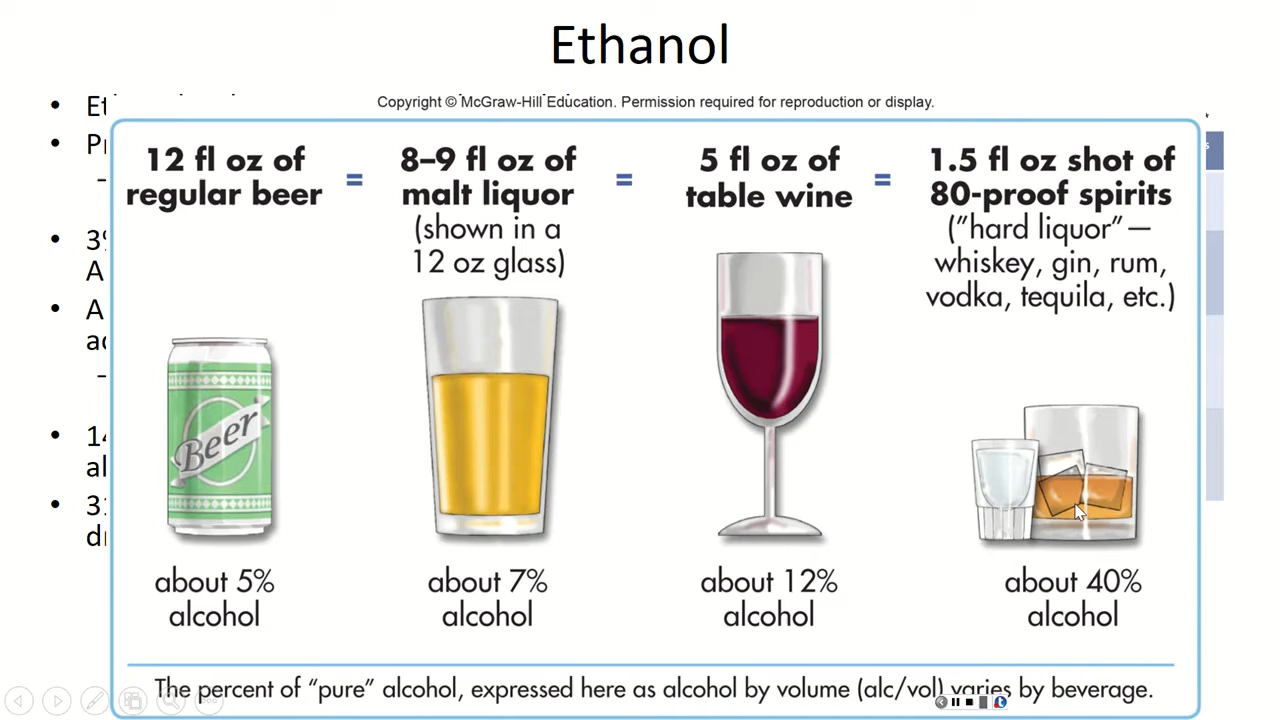 Ethanol
Copyright © McGraw-Hill Education. Permission required for reproduction or display.
12 fl oz of
regular beer
=
8–9 fl oz of
malt liquor
(shown in a
12 oz glass)
=
5 fl oz of
table wine
=
1.5 fl oz shot of
80-proof spirits
("hard liquor"—
whiskey, gin, rum,
vodka, tequila, etc.)
Beer
about 5%
alcohol
about 7%
alcohol
about 12%
alcohol
about 40%
alcohol
The percent of “pure” alcohol, expressed here as alcohol by volume (alc/vol) varies by beverage.